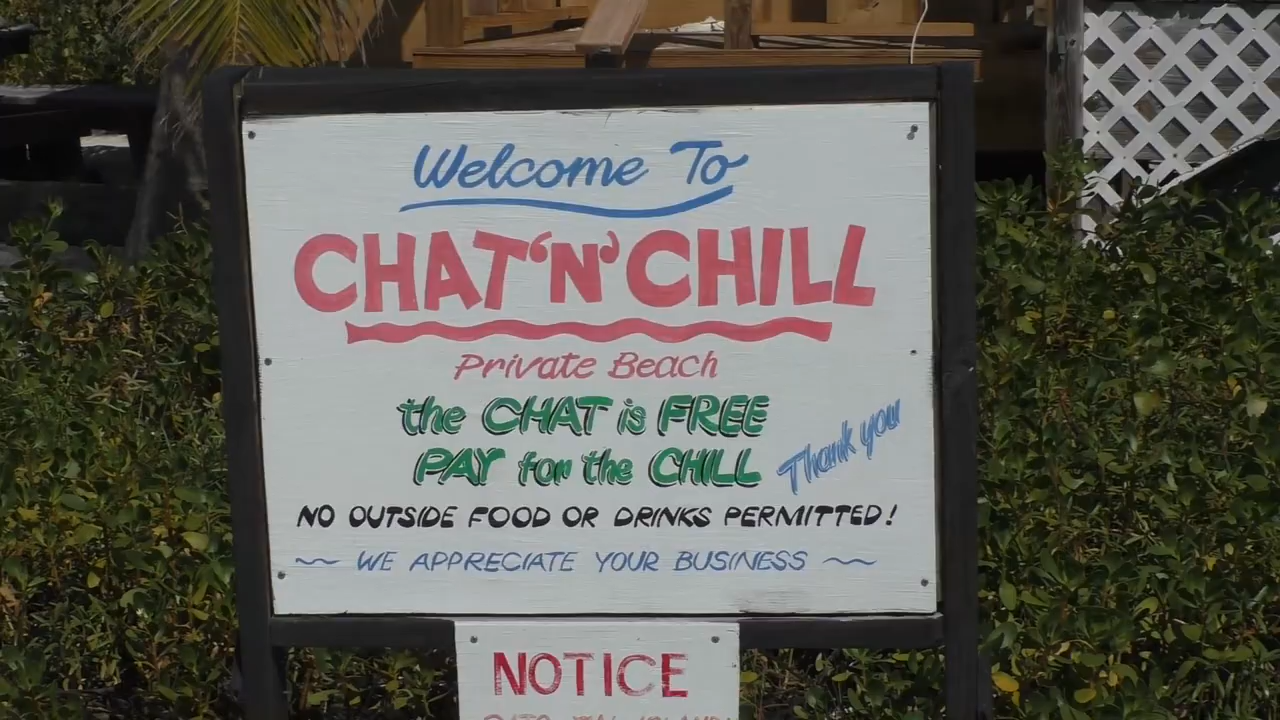 Welcome To
CHAT 'N' CHILL
Private Beach
the CHAT is FREE
PAY for the CHILL
Thank you
NO OUTSIDE FOOD OR DRINKS PERMITTED!
~ WE APPRECIATE YOUR BUSINESS ~
NOTICE